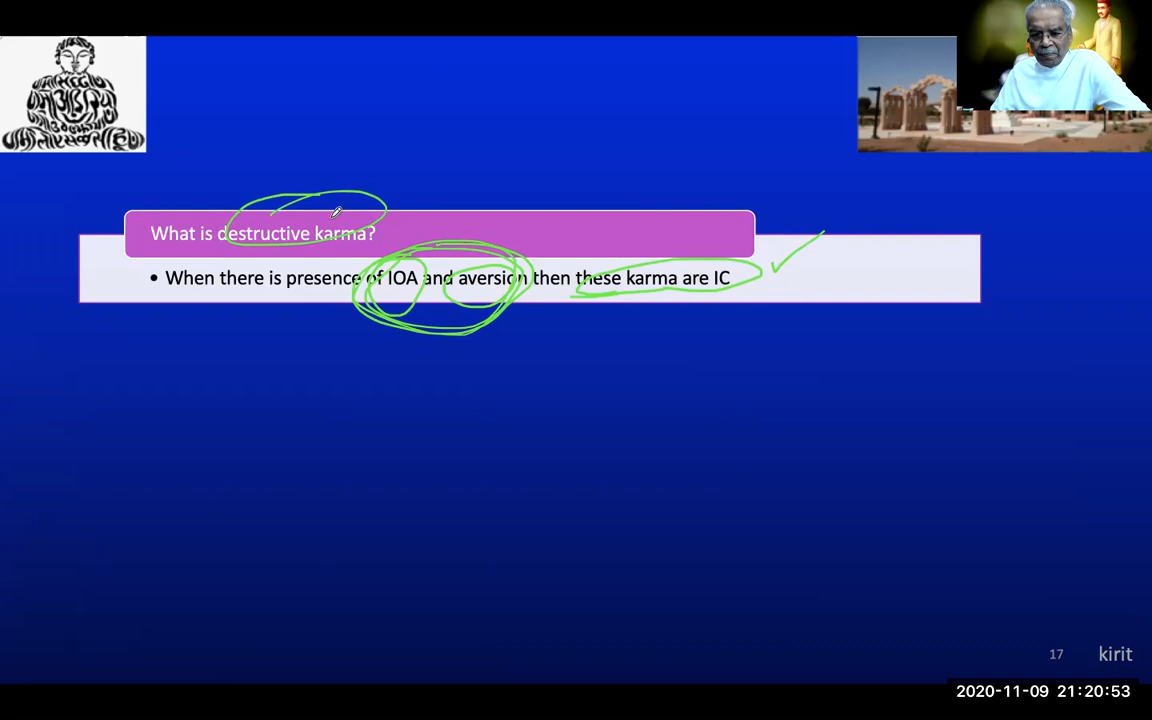 What is destructive karma?
• When there is presence of IOA and aversion then these karma are IC
17
kirit
2020-11-09 21:20:53